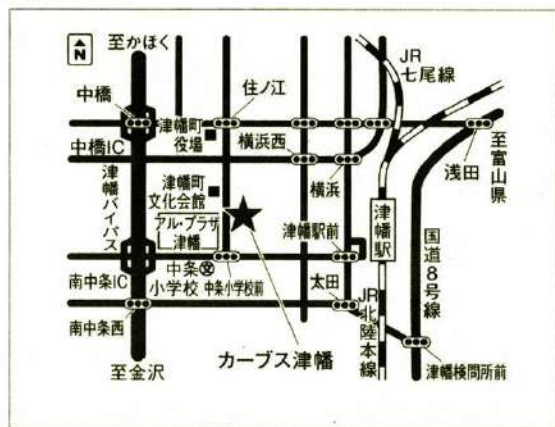 N
至かほく
JR
七尾線
中橋
住ノ江
津幡町
役場
中橋IC
横浜西
横浜
浅田
至富山県
津幡バイパス
津幡町
文化会館
アル・プラザ
津幡
津幡駅前
津幡駅
国道8号線
南中条IC
中条
小学校
文
中条小学校前
太田
JR北陸本線
南中条西
カーブス津幡
津幡検問所前
至金沢